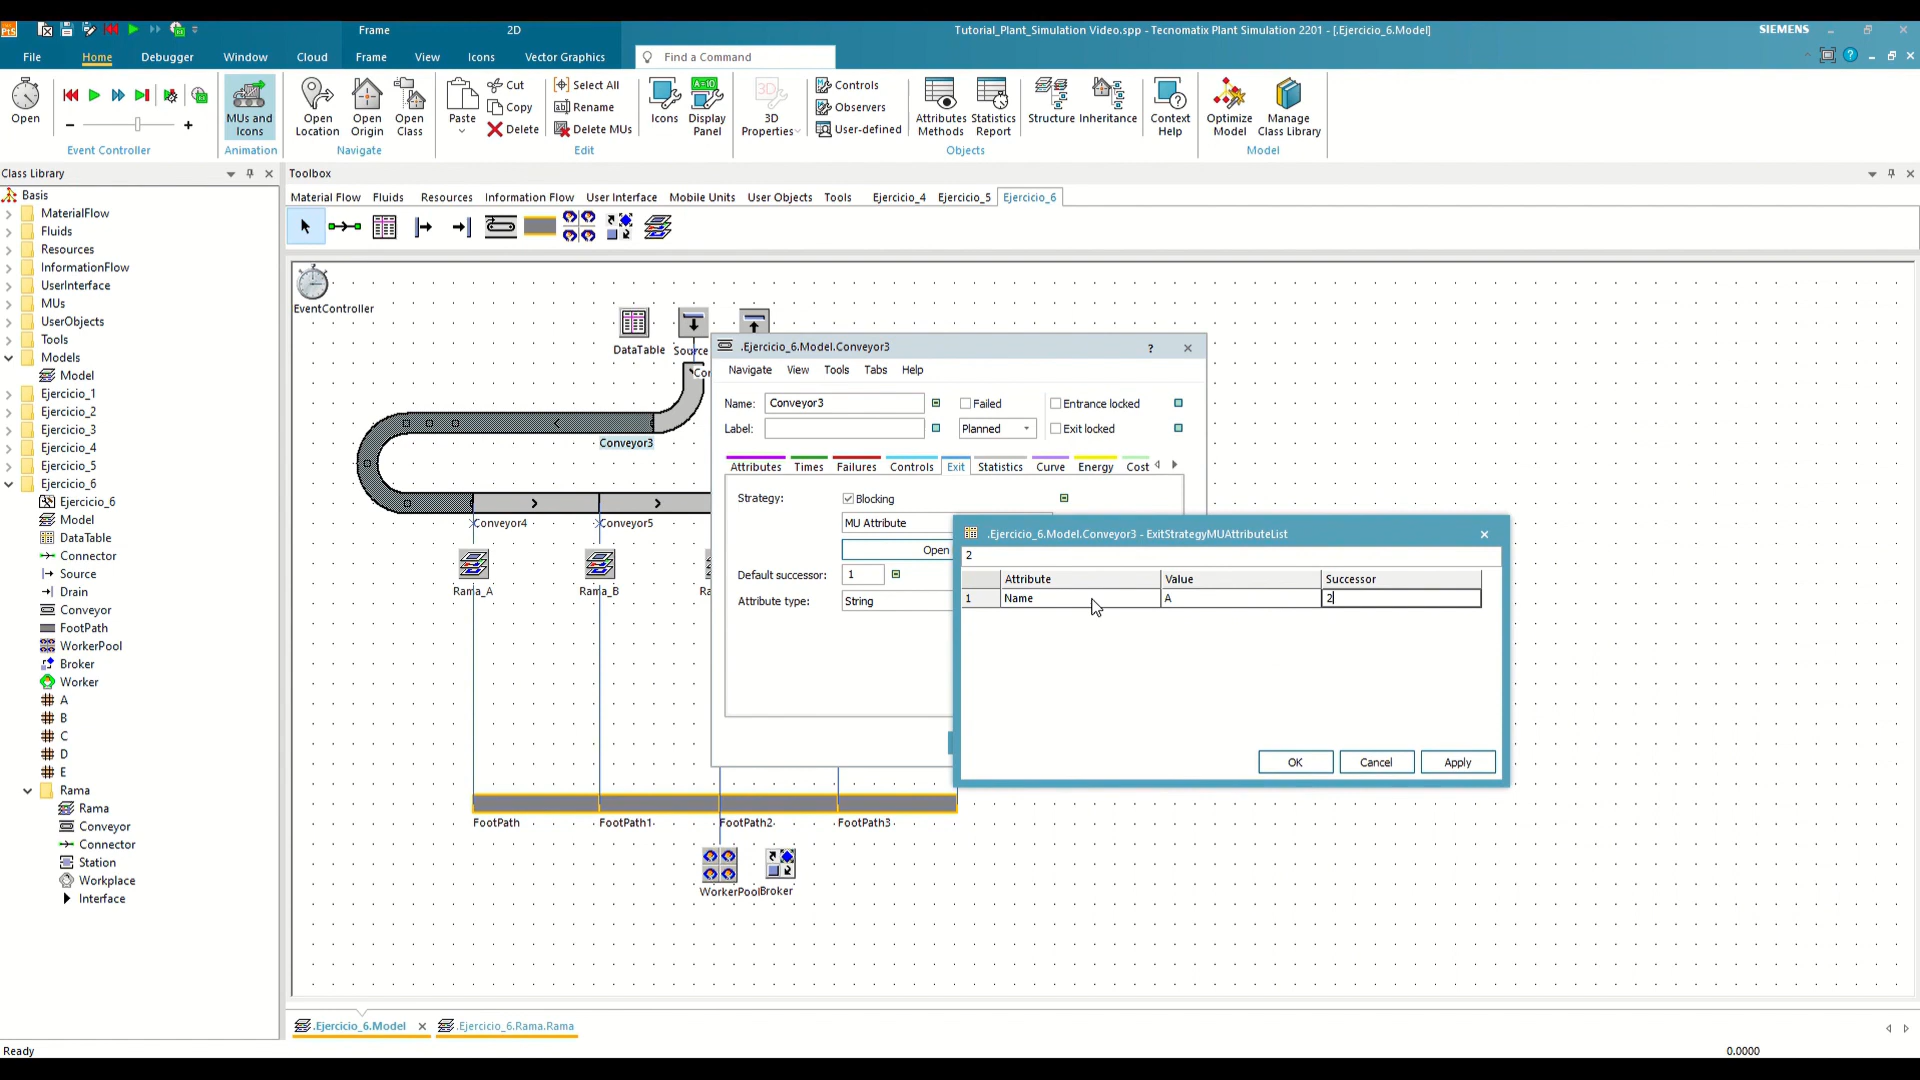 Frame
2D
Tutorial_Plant_Simulation Video.spp - Tecnomatix Plant Simulation 2201 - [.Ejercicio_6.Model]
SIEMENS
File
Home
Debugger
Window
Cloud
Frame
View
Icons
Vector Graphics
Find a Command
Open
Event Controller
MUs and Icons
Animation
Open Location
Open Origin
Open Class
Navigate
Paste
Cut
Copy
Delete
Select All
Rename
Delete MUs
Edit
Icons
Display Panel
3D Properties
Controls
Observers
User-defined
Attributes Methods
Statistics Report
Structure
Inheritance
Objects
Context Help
Optimize Model
Manage Class Library
Model
Class Library
Toolbox
Material Flow
Fluids
Resources
Information Flow
User Interface
Mobile Units
User Objects
Tools
Ejercicio_4
Ejercicio_5
Ejercicio_6
Basis
MaterialFlow
Fluids
Resources
InformationFlow
UserInterface
MUs
UserObjects
Tools
Models
Model
Ejercicio_1
Ejercicio_2
Ejercicio_3
Ejercicio_4
Ejercicio_5
Ejercicio_6
Ejercicio_6
Model
DataTable
Connector
Source
Drain
Conveyor
FootPath
WorkerPool
Broker
Worker
A
B
C
D
E
Rama
Rama
Conveyor
Connector
Station
Workplace
Interface
EventController
DataTable
Source
Conveyor3
Conveyor4
Conveyor5
Rama_A
Rama_B
FootPath
FootPath1
FootPath2
FootPath3
WorkerPool
Broker
.Ejercicio_6.Model.Conveyor3
?
Navigate
View
Tools
Tabs
Help
Name:
Conveyor3
Failed
Entrance locked
Label:
Planned
Exit locked
Attributes
Times
Failures
Controls
Exit
Statistics
Curve
Energy
Cost
Strategy:
Blocking
MU Attribute
Open
Default successor:
1
Attribute type:
String
.Ejercicio_6.Model.Conveyor3 - ExitStrategyMUAttributeList
2
Attribute
Value
Successor
1
Name
A
2
OK
Cancel
Apply
.Ejercicio_6.Model
.Ejercicio_6.Rama.Rama
Ready
0.0000